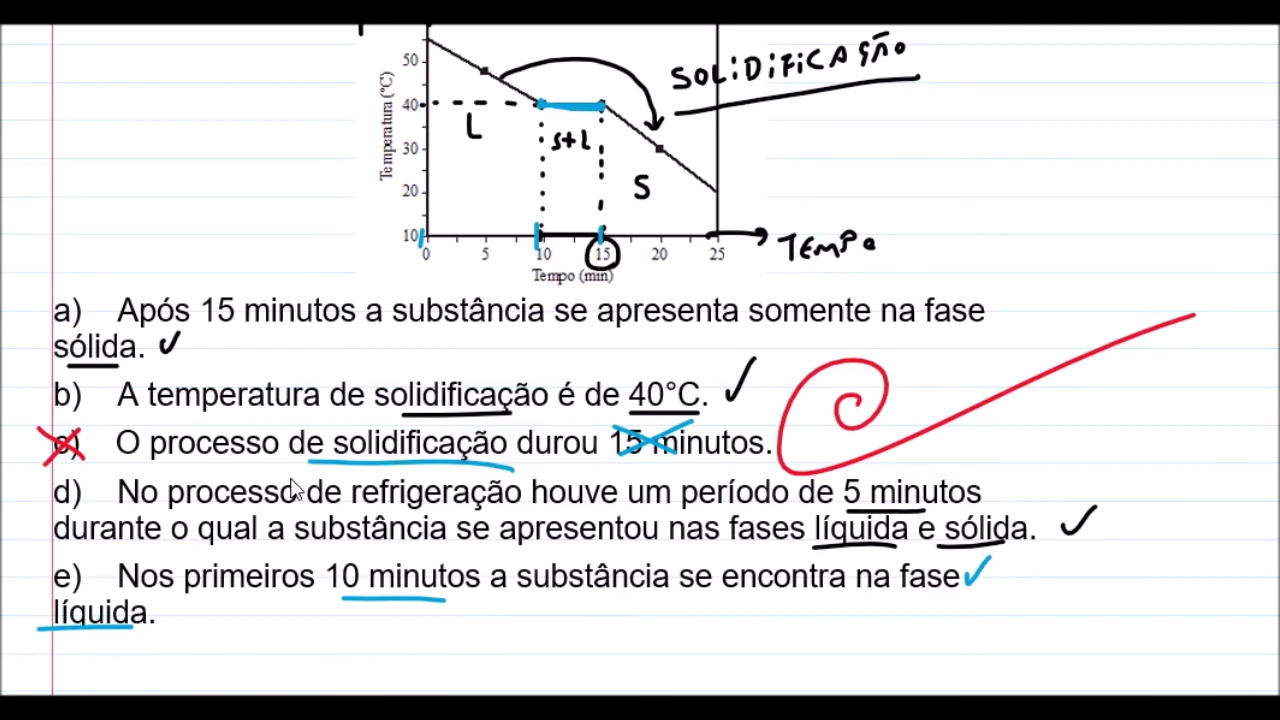 50
SOLIDIFICAÇÃO
Temperatura (°C)
40
L
S+L
30
S
20
10
TEMPO
0 5 10 15 20 25
Tempo (min)
a) Após 15 minutos a substância se apresenta somente na fase
sólida.
b) A temperatura de solidificação é de 40°C.
c) O processo de solidificação durou 15 minutos.
d) No processo de refrigeração houve um período de 5 minutos
durante o qual a substância se apresentou nas fases líquida e sólida.
e) Nos primeiros 10 minutos a substância se encontra na fase
líquida.